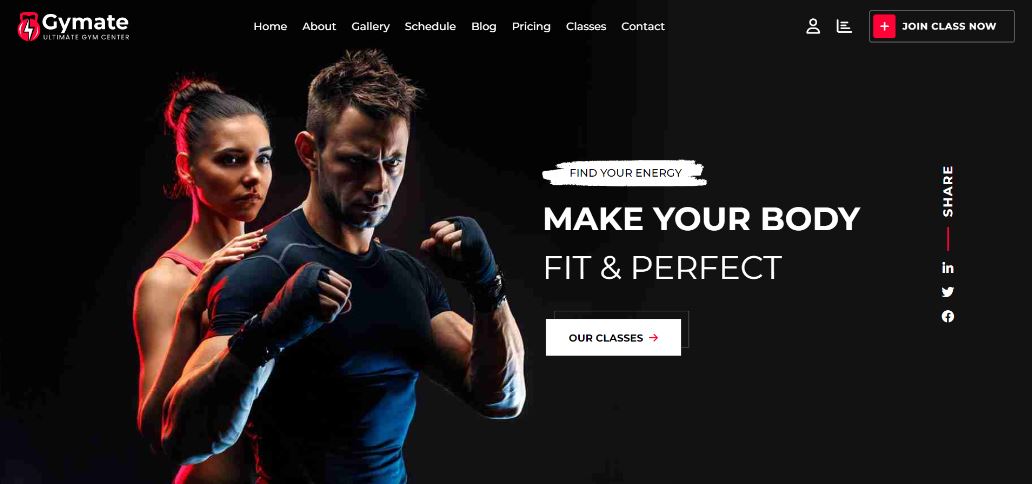 Gymate
ULTIMATE GYM CENTER
Home About Gallery Schedule Blog Pricing Classes Contact
+ JOIN CLASS NOW
FIND YOUR ENERGY
MAKE YOUR BODY
FIT & PERFECT
OUR CLASSES →
SHARE
in